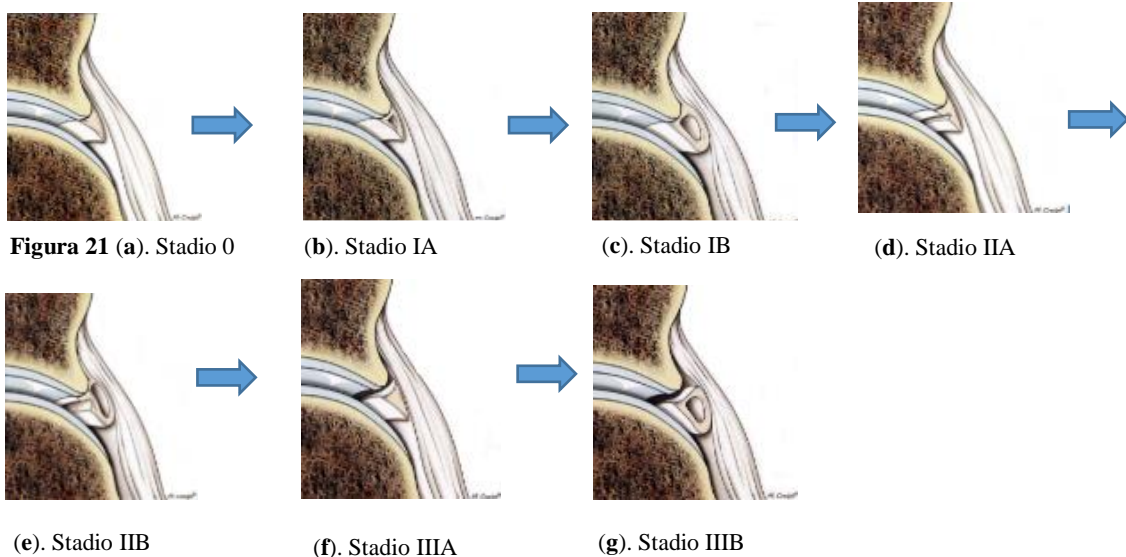 Figura 21 (a). Stadio 0
(b). Stadio IA
(c). Stadio IB
(d). Stadio IIA
(e). Stadio IIB
(f). Stadio IIIA
(g). Stadio IIIB